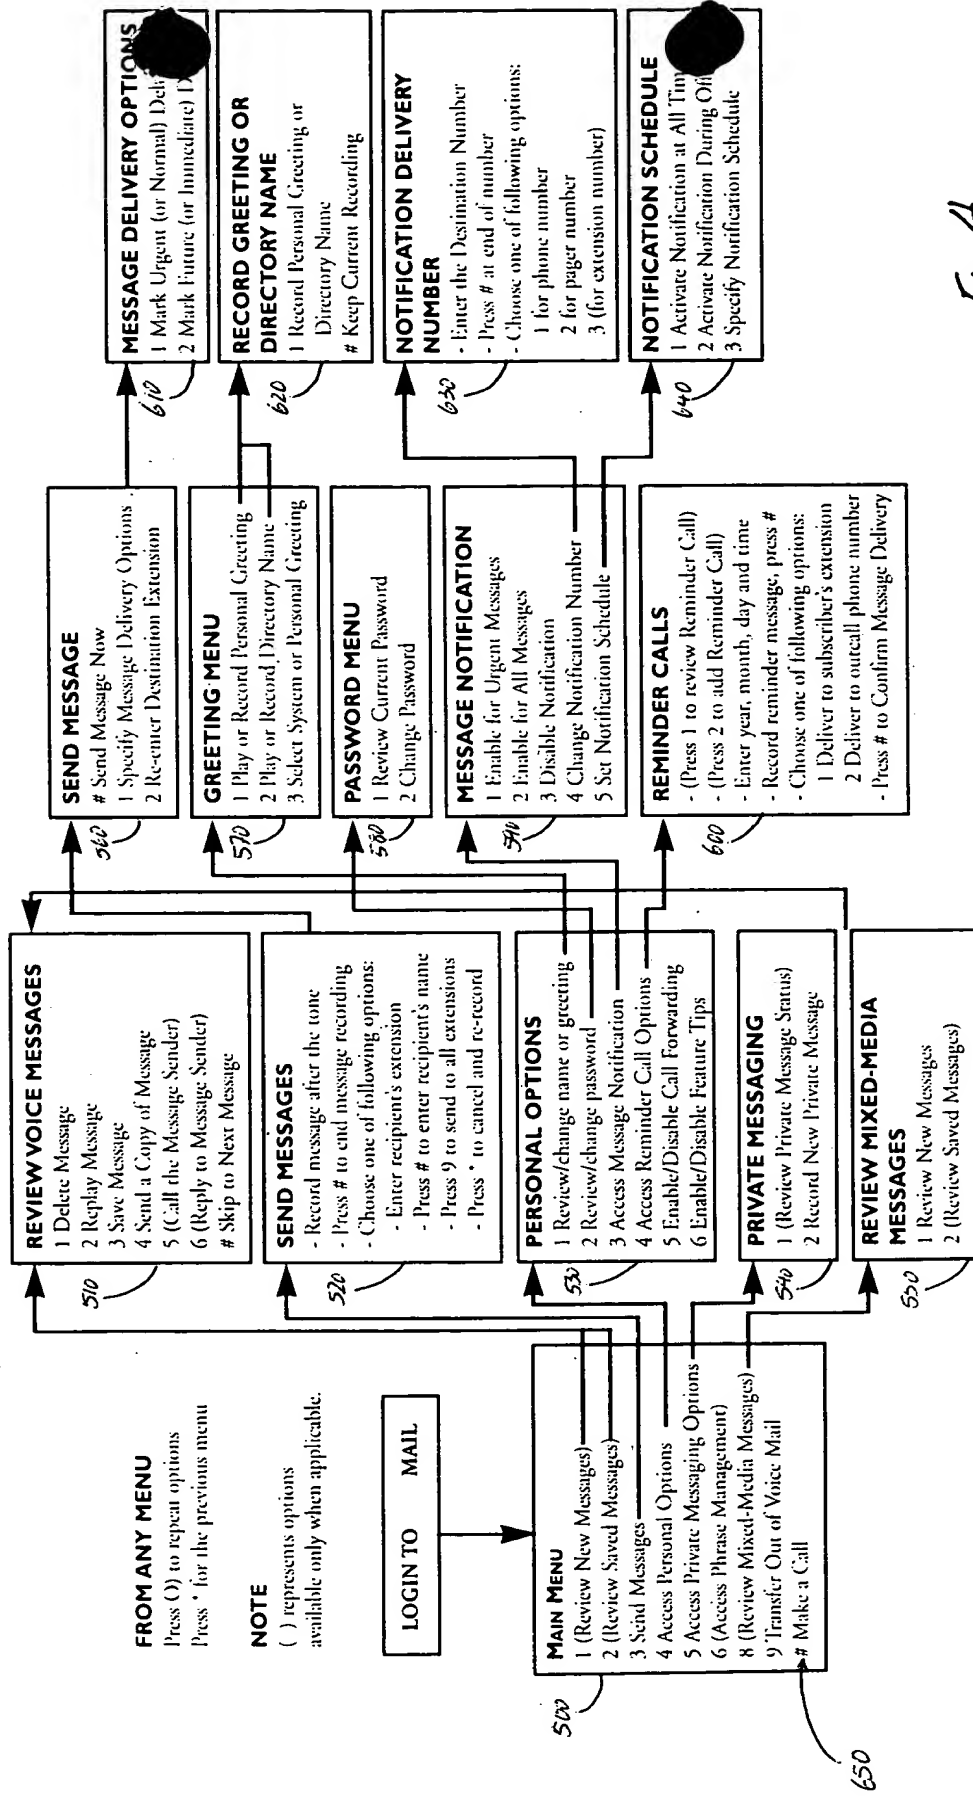 FROM ANY MENU
Press 0) to repeat options
Press * for the previous menu
NOTE
( ) represents options
available only when applicable.
LOGIN TO MAIL
MAIN MENU
1 (Review New Messages)
2 (Review Saved Messages)
3 Send Messages
4 Access Personal Options
5 Access Private Messaging Options
6 (Access Phrase Management)
8 (Review Mixed-Media Messages)
9 Transfer Out of Voice Mail
# Make a Call
500
650
REVIEW VOICE MESSAGES
1 Delete Message
2 Replay Message
3 Save Message
4 Send a Copy of Message
5 (Call the Message Sender)
6 (Reply to Message Sender)
# Skip to Next Message
510
SEND MESSAGES
- Record message after the tone
- Press # to end message recording
- Choose one of following options:
- Enter recipient's extension
- Press # to enter recipient's name
- Press 9 to send to all extensions
- Press * to cancel and re-record
520
PERSONAL OPTIONS
1 Review/change name or greeting
2 Review/change password
3 Access Message Notification
4 Access Reminder Call Options
5 Enable/Disable Call Forwarding
6 Enable/Disable Feature Tips
530
PRIVATE MESSAGING
1 (Review Private Message Status)
2 Record New Private Message
540
REVIEW MIXED-MEDIA
MESSAGES
1 Review New Messages
2 (Review Saved Messages)
550
SEND MESSAGE
# Send Message Now
1 Specify Message Delivery Options
2 Re-enter Destination Extension
560
GREETING MENU
1 Play or Record Personal Greeting
2 Play or Record Directory Name
3 Select System or Personal Greeting
570
PASSWORD MENU
1 Review Current Password
2 Change Password
580
MESSAGE NOTIFICATION
1 Enable for Urgent Messages
2 Enable for All Messages
3 Disable Notification
4 Change Notification Number
5 Set Notification Schedule
590
REMINDER CALLS
- (Press 1 to review Reminder Call)
- (Press 2 to add Reminder Call)
- Enter year, month, day and time
- Record reminder message, press #
- Choose one of following options:
1 Deliver to subscriber's extension
2 Deliver to outcall phone number
- Press # to Confirm Message Delivery
600
MESSAGE DELIVERY OPTIONS
1 Mark Urgent (or Normal) Deli
2 Mark Future (or Immediate) D
610
RECORD GREETING OR
DIRECTORY NAME
1 Record Personal Greeting or
Directory Name
# Keep Current Recording
620
NOTIFICATION DELIVERY
NUMBER
- Enter the Destination Number
- Press # at end of number
- Choose one of following options:
1 for phone number
2 for pager number
3 (for extension number)
630
NOTIFICATION SCHEDULE
1 Activate Notification at All Tim
2 Activate Notification During Off
3 Specify Notification Schedule
640